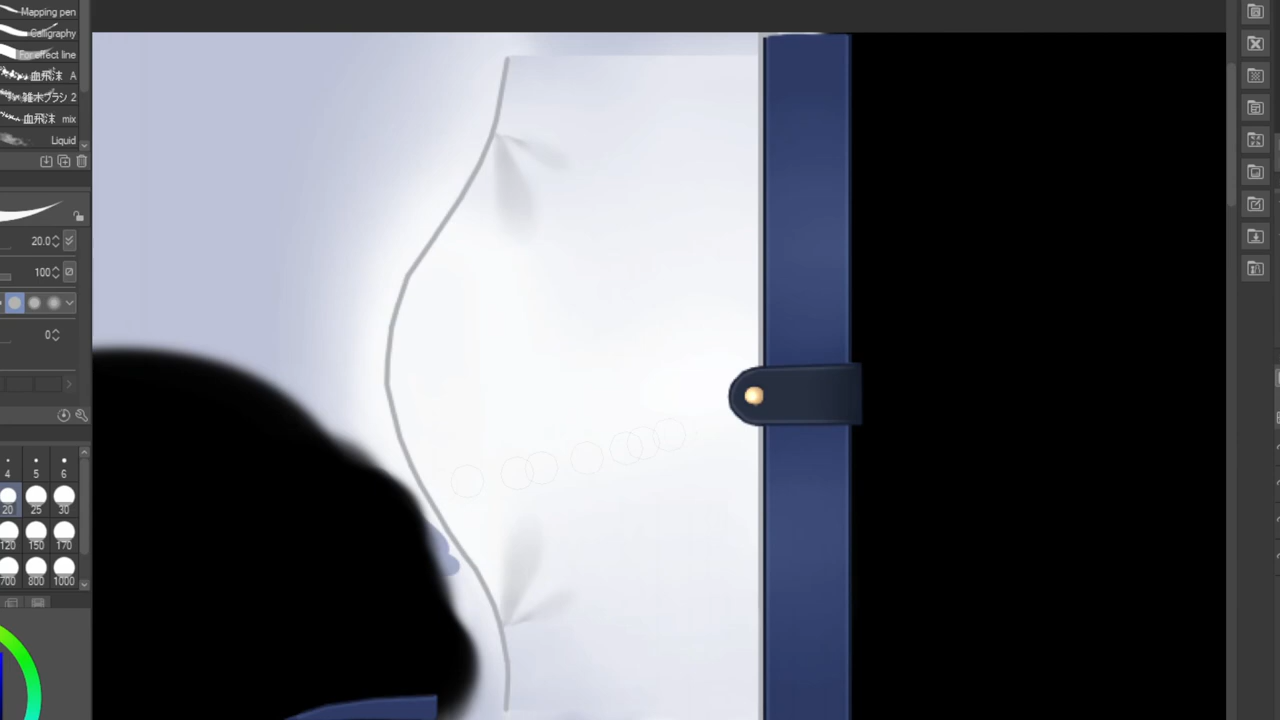 Mapping pen
Calligraphy
For effect line
血飛沫 A
雑木ブラシ 2
血飛沫 mix
Liquid
20.0
100
0
4 5 6
20 25 30
120 150 170
700 800 1000